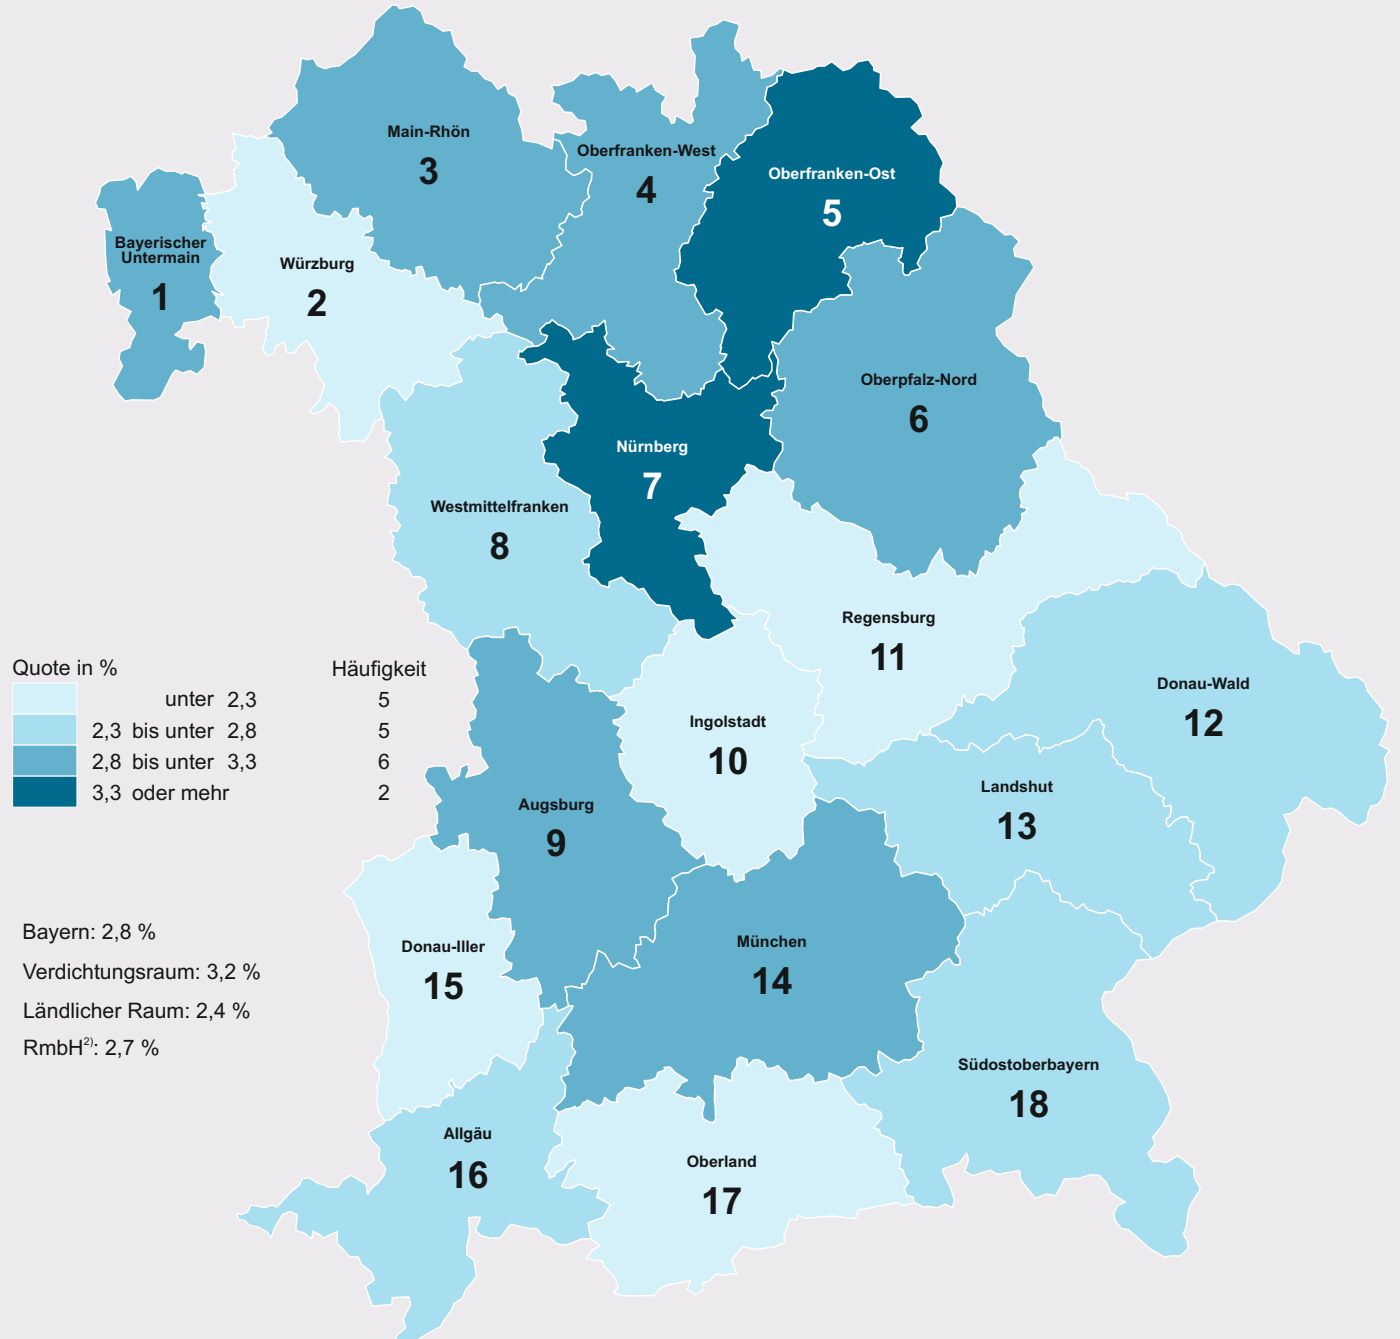 Main-Rhön
3
Oberfranken-West
4
Oberfranken-Ost
5
Bayerischer
Untermain
1
Würzburg
2
Oberpfalz-Nord
6
Nürnberg
7
Westmittelfranken
8
Regensburg
11
Donau-Wald
12
Ingolstadt
10
Landshut
13
Augsburg
9
Quote in % Häufigkeit
unter 2,3 5
2,3 bis unter 2,8 5
2,8 bis unter 3,3 6
3,3 oder mehr 2
Bayern: 2,8 %
Verdichtungsraum: 3,2 %
Ländlicher Raum: 2,4 %
RmbH²⁾: 2,7 %
Donau-Iller
15
München
14
Südostoberbayern
18
Allgäu
16
Oberland
17